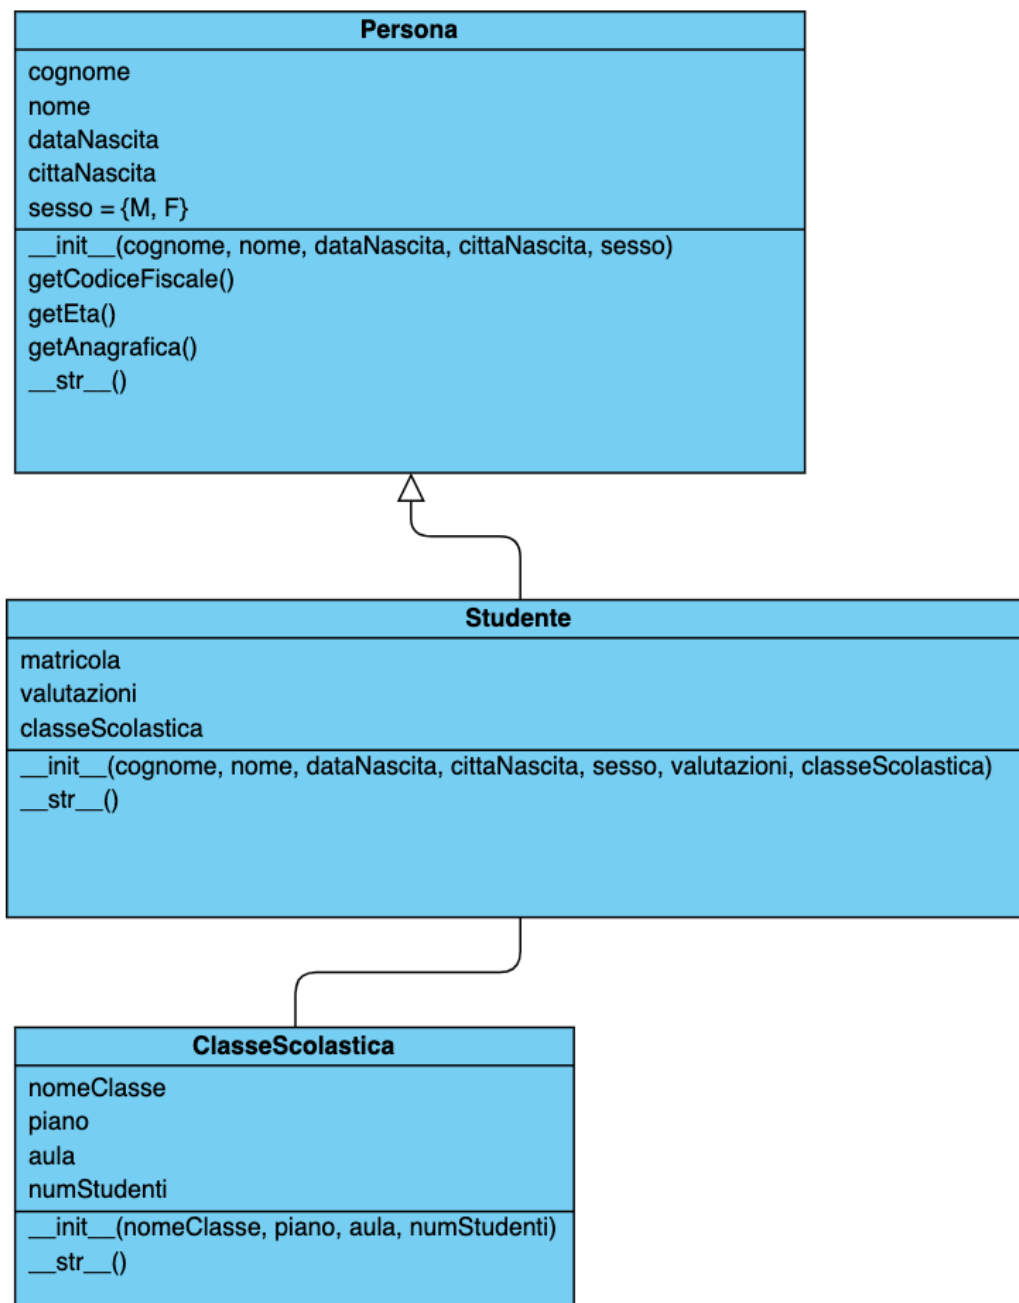 Persona
cognome
nome
dataNascita
cittaNascita
sesso = {M, F}
__init__(cognome, nome, dataNascita, cittaNascita, sesso)
getCodiceFiscale()
getEta()
getAnagrafica()
__str__()
Studente
matricola
valutazioni
classeScolastica
__init__(cognome, nome, dataNascita, cittaNascita, sesso, valutazioni, classeScolastica)
__str__()
ClasseScolastica
nomeClasse
piano
aula
numStudenti
__init__(nomeClasse, piano, aula, numStudenti)
__str__()